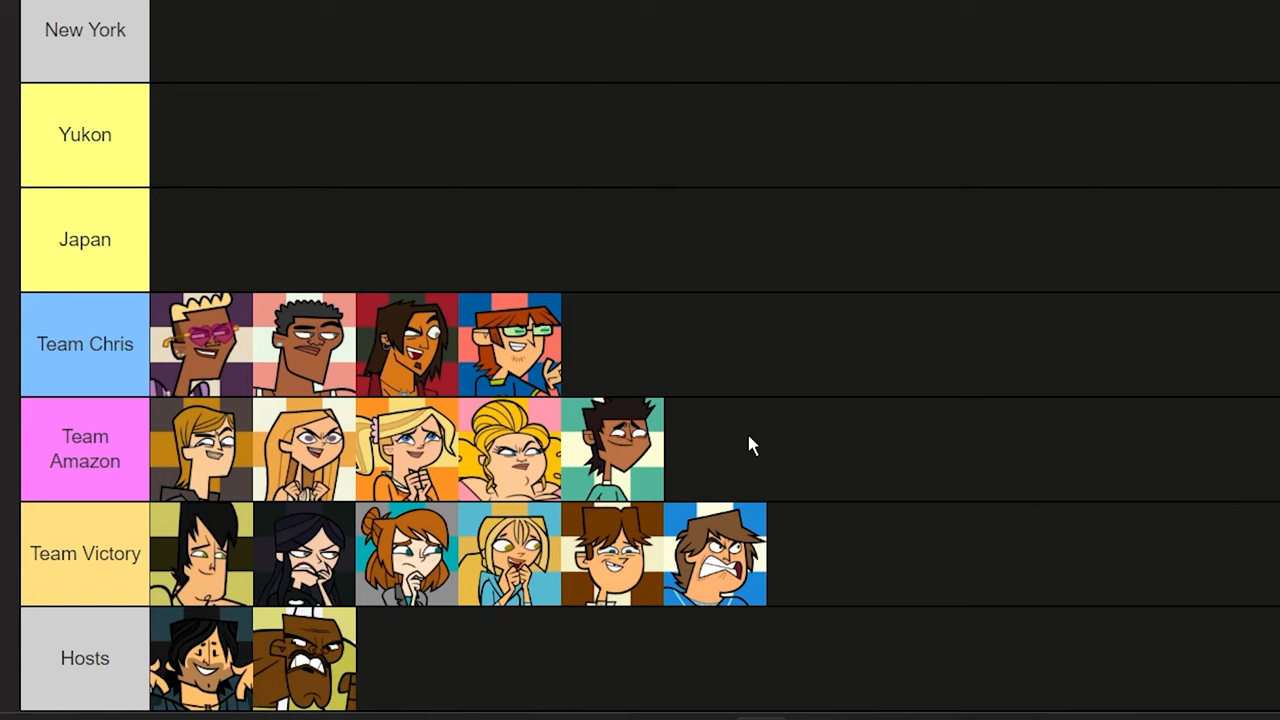 New York
Yukon
Japan
Team Chris
Team
Amazon
Team Victory
Hosts